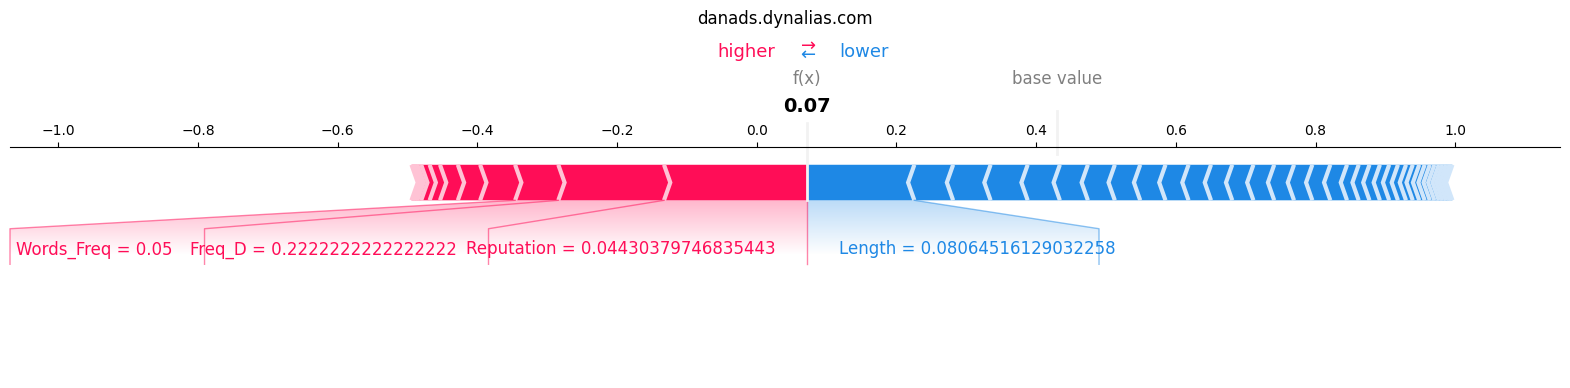 danads.dynalias.com
higher ⇄ lower
f(x) base value
0.07
−1.0 −0.8 −0.6 −0.4 −0.2 0.0 0.2 0.4 0.6 0.8 1.0
Words_Freq = 0.05 Freq_D = 0.2222222222222222 Reputation = 0.04430379746835443 Length = 0.08064516129032258